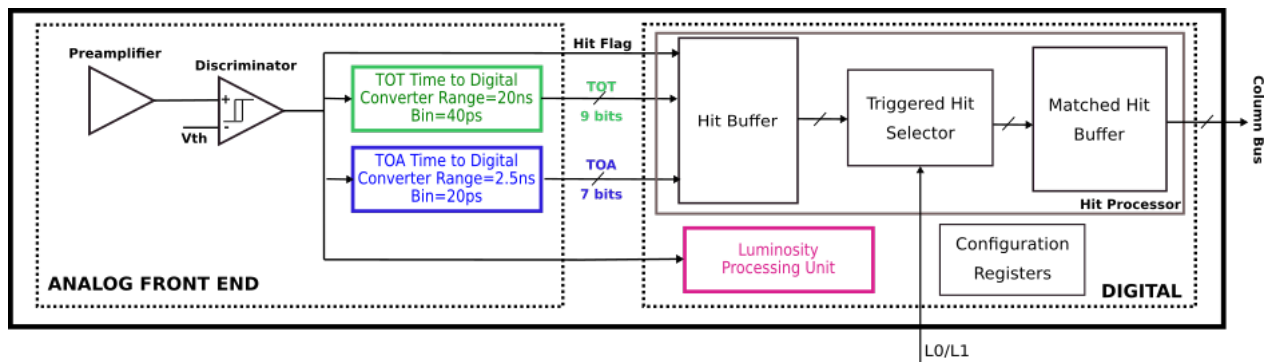 Preamplifier
Discriminator
+
-
Vth
TOT Time to Digital
Converter Range=20ns
Bin=40ps
TOA Time to Digital
Converter Range=2.5ns
Bin=20ps
ANALOG FRONT END
Hit Flag
TOT
9 bits
TOA
7 bits
Hit Buffer
Triggered Hit
Selector
Matched Hit
Buffer
Hit Processor
Luminosity
Processing Unit
Configuration
Registers
DIGITAL
L0/L1
Column Bus